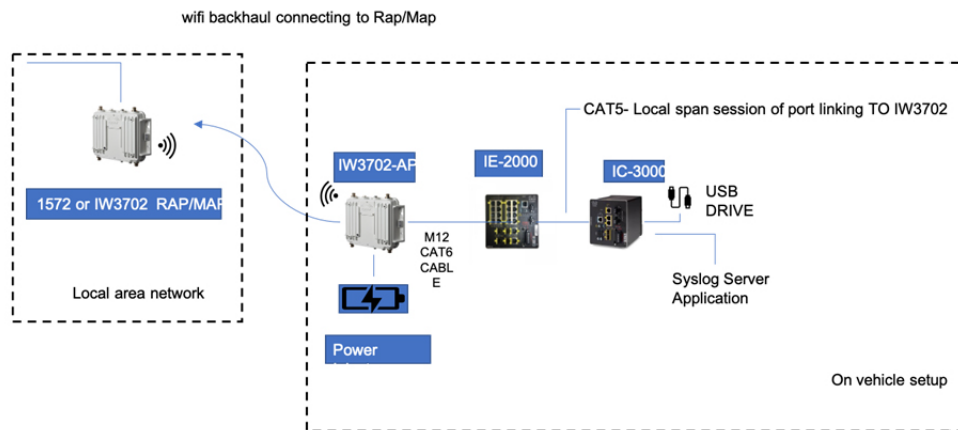 wifi backhaul connecting to Rap/Map
CAT5- Local span session of port linking TO IW3702
IW3702-AP
IE-2000
IC-3000
USB
DRIVE
1572 or IW3702 RAP/MAP
M12
CAT6
CABL
E
Syslog Server
Application
Local area network
Power
On vehicle setup